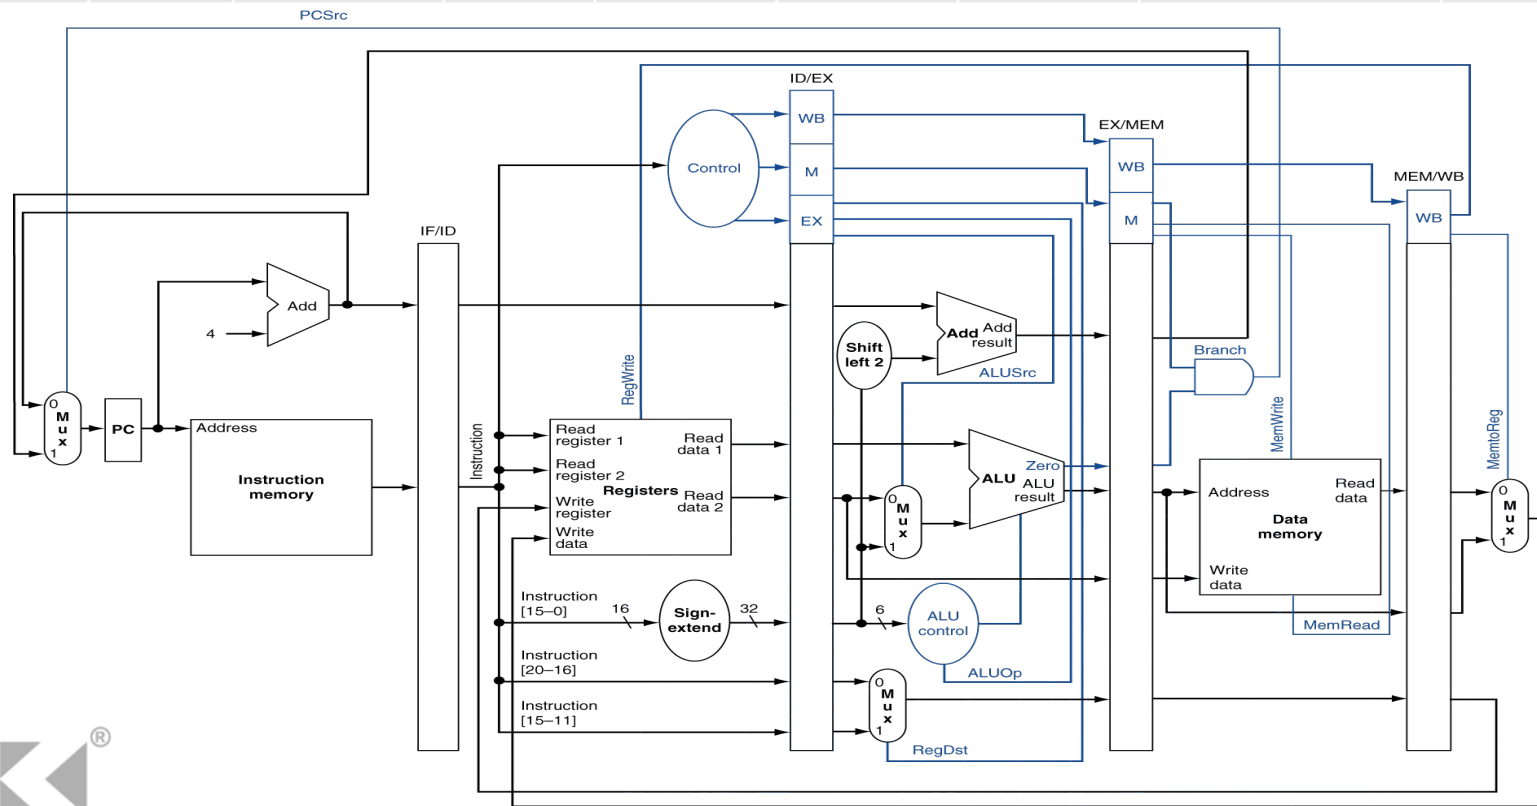 PCSrc
ID/EX
WB
EX/MEM
Control
M
WB
MEM/WB
EX
M
WB
IF/ID
Add
4
Add
Add
result
Shift
left 2
Branch
ALUSrc
RegWrite
MemWrite
MemtoReg
0
M
u
x
1
PC
Address
Instruction
memory
Instruction
Read
register 1
Read
data 1
Read
register 2
Registers
Read
data 2
Write
register
Write
data
0
M
u
x
1
Zero
ALU
ALU
result
Address
Read
data
Data
memory
Write
data
0
M
u
x
1
Instruction
[15–0]
16
Sign-
extend
32
6
ALU
control
MemRead
Instruction
[20–16]
ALUOp
0
M
u
x
1
Instruction
[15–11]
RegDst
®